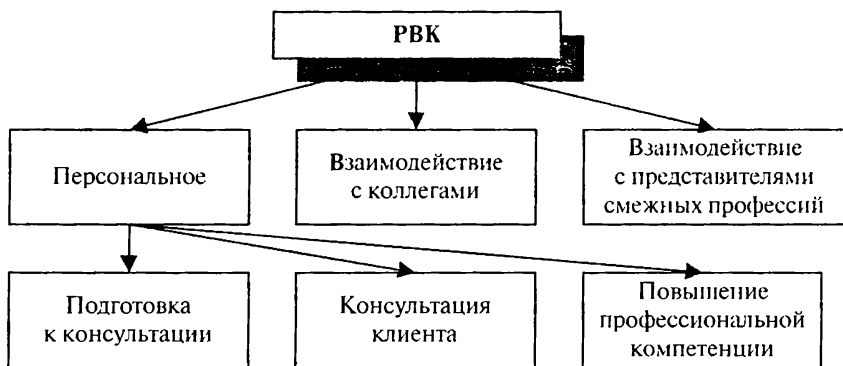 РВК
Персональное
Взаимодействие
с коллегами
Взаимодействие
с представителями
смежных профессий
Подготовка
к консультации
Консультация
клиента
Повышение
профессиональной
компетенции